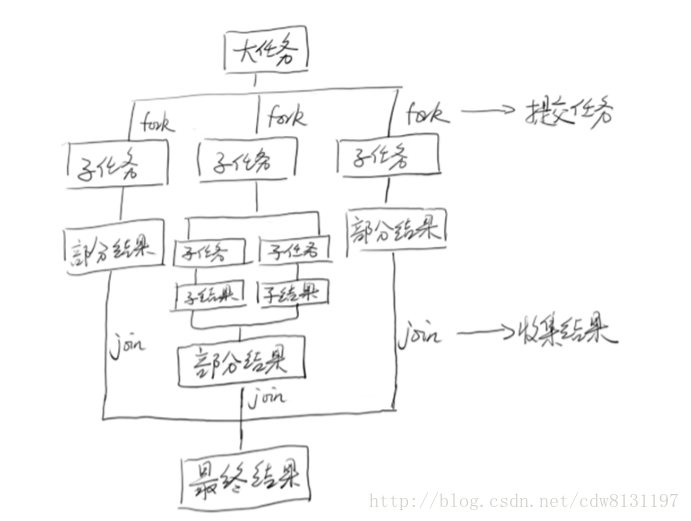 大任务
fork fork fork 提交任务
子任务 子任务 子任务
部分结果 子任务 子任务 部分结果
子结果 子结果
join join 收集结果
部分结果
join
最终结果
http://blog.csdn.net/cdw8131197